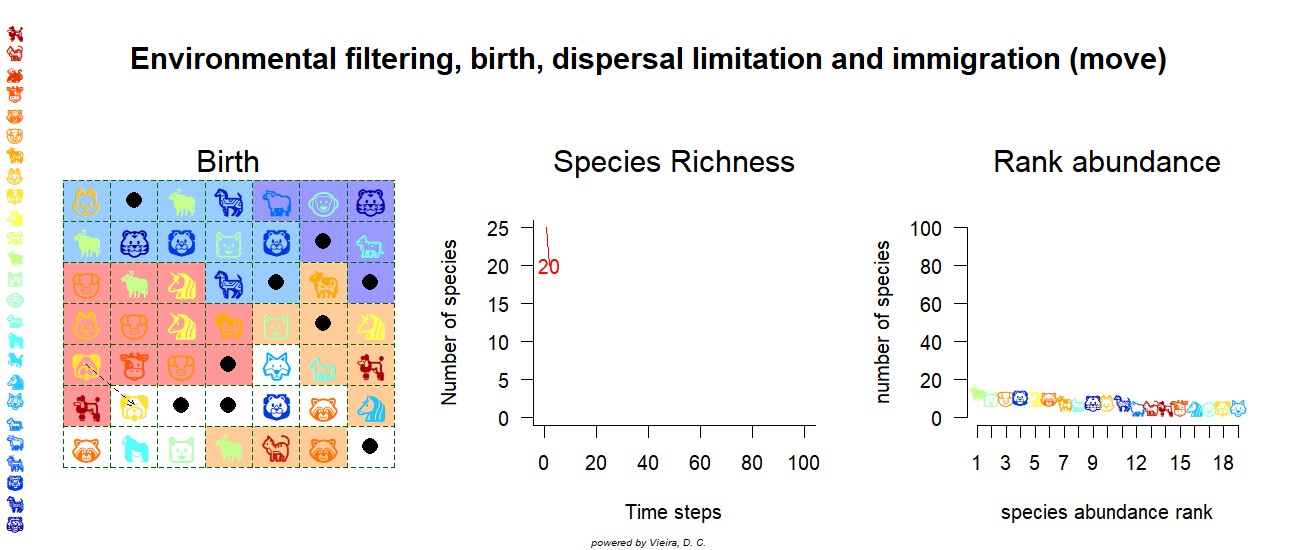 Environmental filtering, birth, dispersal limitation and immigration (move)
Birth
Species Richness
Rank abundance
Number of species
25
20
15
10
5
0
20
0 20 40 60 80 100
Time steps
number of species
100
80
60
40
20
0
1 3 5 7 9 12 15 18
species abundance rank
powered by Vieira, D. C.